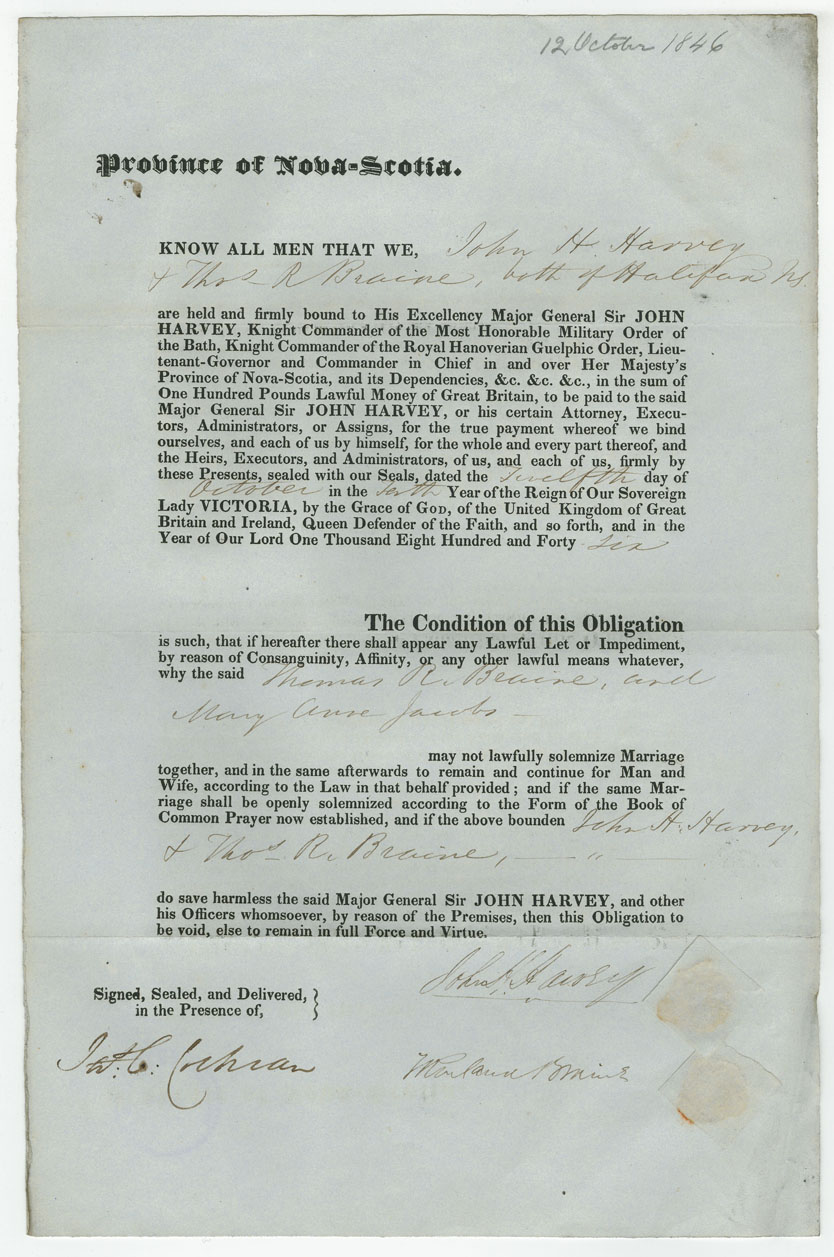 12 October 1846
Province of Nova-Scotia.
KNOW ALL MEN THAT WE, John H. Harvey
& Thos R Braine, both of Halifax NS.
are held and firmly bound to His Excellency Major General Sir JOHN
HARVEY, Knight Commander of the Most Honorable Military Order of
the Bath, Knight Commander of the Royal Hanoverian Guelphic Order, Lieu-
tenant-Governor and Commander in Chief in and over Her Majesty's
Province of Nova-Scotia, and its Dependencies, &c. &c. &c., in the sum of
One Hundred Pounds Lawful Money of Great Britain, to be paid to the said
Major General Sir JOHN HARVEY, or his certain Attorney, Execu-
tors, Administrators, or Assigns, for the true payment whereof we bind
ourselves, and each of us by himself, for the whole and every part thereof, and
the Heirs, Executors, and Administrators, of us, and each of us, firmly by
these Presents, sealed with our Seals, dated the Twelfth day of
October in the tenth Year of the Reign of Our Sovereign
Lady VICTORIA, by the Grace of GOD, of the United Kingdom of Great
Britain and Ireland, Queen Defender of the Faith, and so forth, and in the
Year of Our Lord One Thousand Eight Hundred and Forty six
The Condition of this Obligation
is such, that if hereafter there shall appear any Lawful Let or Impediment,
by reason of Consanguinity, Affinity, or any other lawful means whatever,
why the said Thomas R. Braine, and
Mary Anne Jacobs –
may not lawfully solemnize Marriage
together, and in the same afterwards to remain and continue for Man and
Wife, according to the Law in that behalf provided; and if the same Mar-
riage shall be openly solemnized according to the Form of the Book of
Common Prayer now established, and if the above bounden John H. Harvey,
& Thos R. Braine, — " —
do save harmless the said Major General Sir JOHN HARVEY, and other
his Officers whomsoever, by reason of the Premises, then this Obligation to
be void, else to remain in full Force and Virtue.
John H. Harvey
Signed, Sealed, and Delivered, }
in the Presence of,
Jas. C. Cochran
Braine